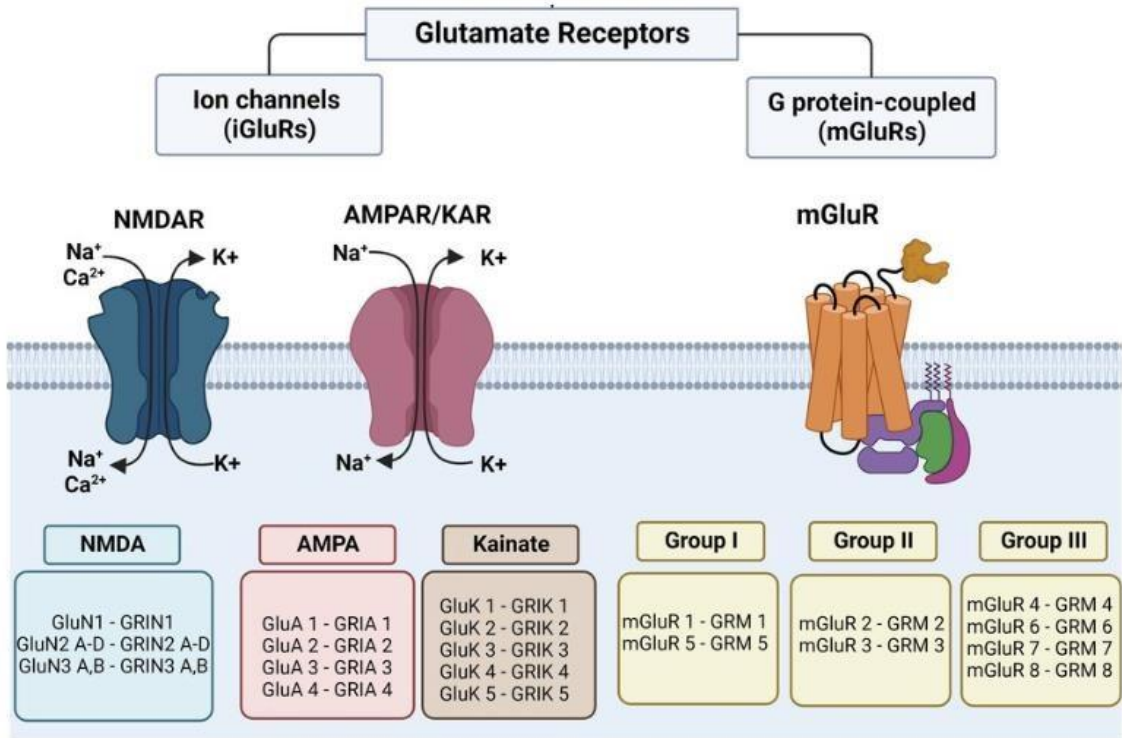 Glutamate Receptors
Ion channels
(iGluRs)
G protein-coupled
(mGluRs)
NMDAR
AMPAR/KAR
mGluR
Na⁺
Ca²⁺
K+
Na⁺
K+
Na⁺
Ca²⁺
K+
Na⁺
K+
NMDA
GluN1 - GRIN1
GluN2 A-D - GRIN2 A-D
GluN3 A,B - GRIN3 A,B
AMPA
GluA 1 - GRIA 1
GluA 2 - GRIA 2
GluA 3 - GRIA 3
GluA 4 - GRIA 4
Kainate
GluK 1 - GRIK 1
GluK 2 - GRIK 2
GluK 3 - GRIK 3
GluK 4 - GRIK 4
GluK 5 - GRIK 5
Group I
mGluR 1 - GRM 1
mGluR 5 - GRM 5
Group II
mGluR 2 - GRM 2
mGluR 3 - GRM 3
Group III
mGluR 4 - GRM 4
mGluR 6 - GRM 6
mGluR 7 - GRM 7
mGluR 8 - GRM 8